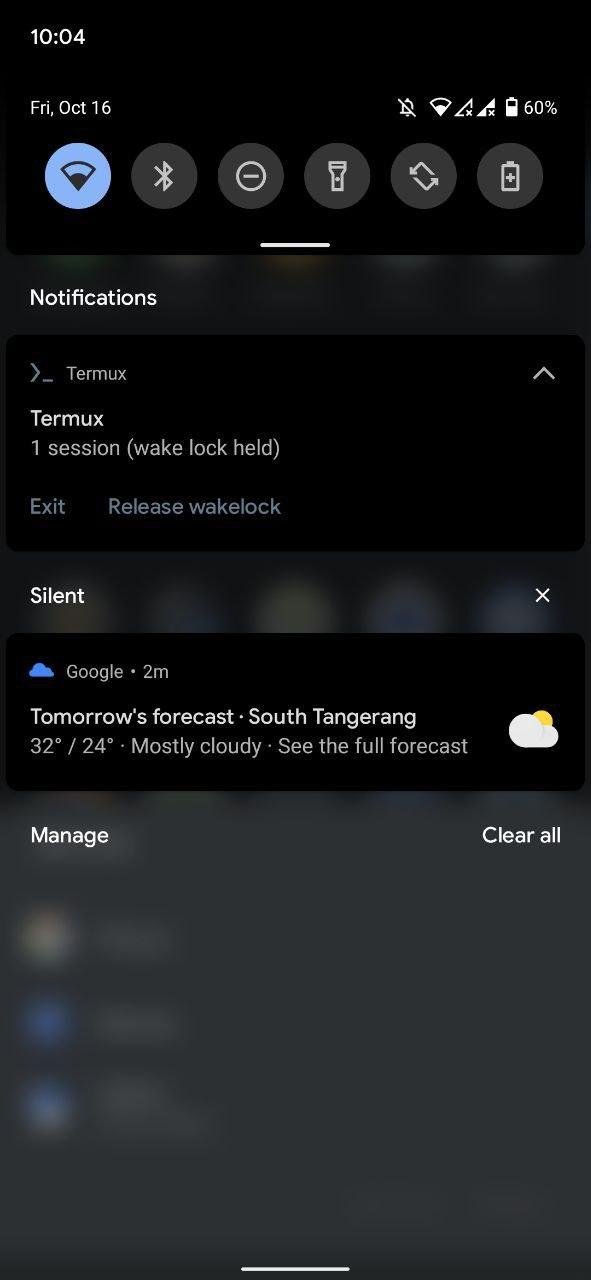 10:04
Fri, Oct 16
60%
Notifications
Termux
Termux
1 session (wake lock held)
Exit Release wakelock
Silent
Google • 2m
Tomorrow's forecast · South Tangerang
32° / 24° · Mostly cloudy · See the full forecast
Manage Clear all